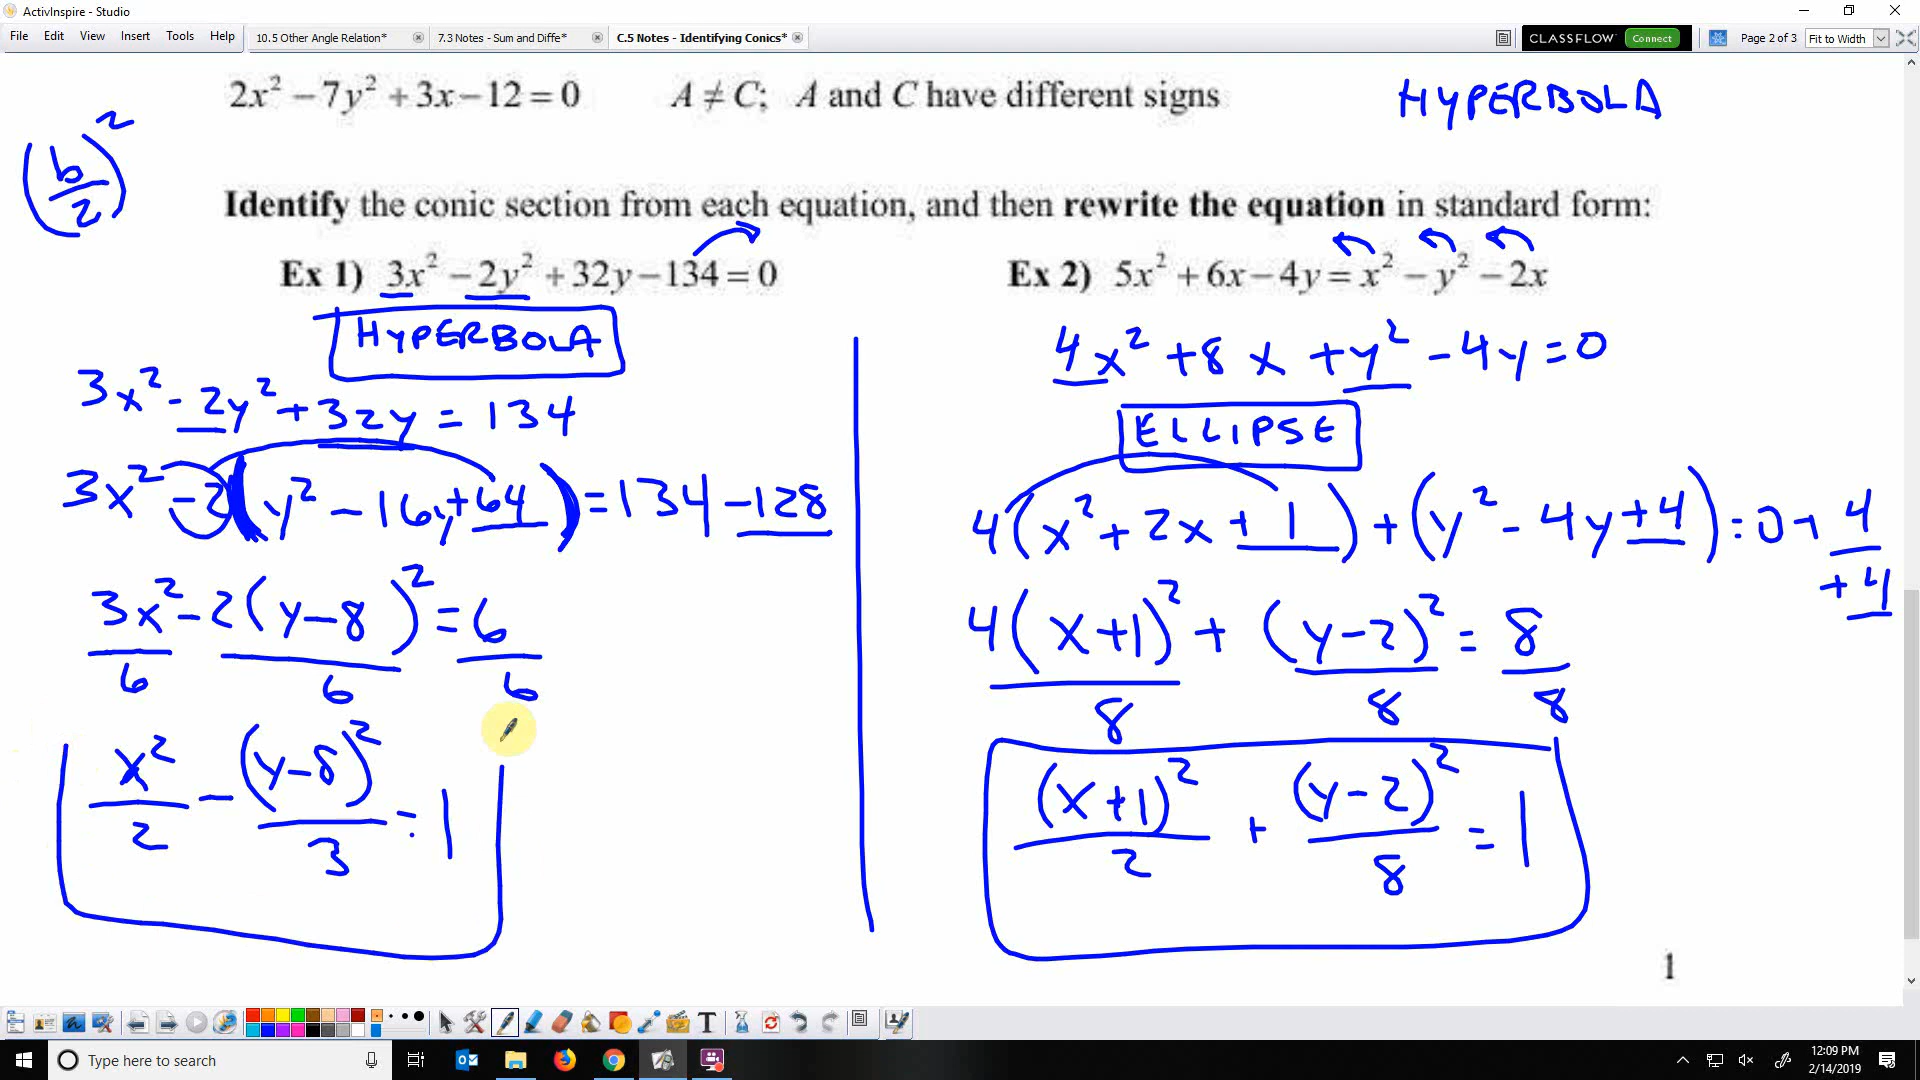 ActivInspire - Studio
File Edit View Insert Tools Help
10.5 Other Angle Relation*
7.3 Notes - Sum and Diffe*
C.5 Notes - Identifying Conics*
CLASSFLOW Connect
Page 2 of 3
Fit to Width
2x² − 7y² + 3x − 12 = 0 A ≠ C; A and C have different signs HYPERBOLA
(b/2)²
Identify the conic section from each equation, and then rewrite the equation in standard form:
Ex 1) 3x² − 2y² + 32y − 134 = 0
HYPERBOLA
3x² - 2y² + 32y = 134
3x² - 2(y² - 16y + 64) = 134 - 128
3x²/6 - 2(y-8)²/6 = 6/6
x²/2 - (y-8)²/3 = 1
Ex 2) 5x² + 6x − 4y = x² − y² − 2x
4x² + 8x + y² - 4y = 0
ELLIPSE
4(x² + 2x + 1) + (y² - 4y + 4) = 0 + 4
+ 4
4(x+1)²/8 + (y-2)²/8 = 8/8
(x+1)²/2 + (y-2)²/8 = 1
1
T
Type here to search
12:09 PM
2/14/2019